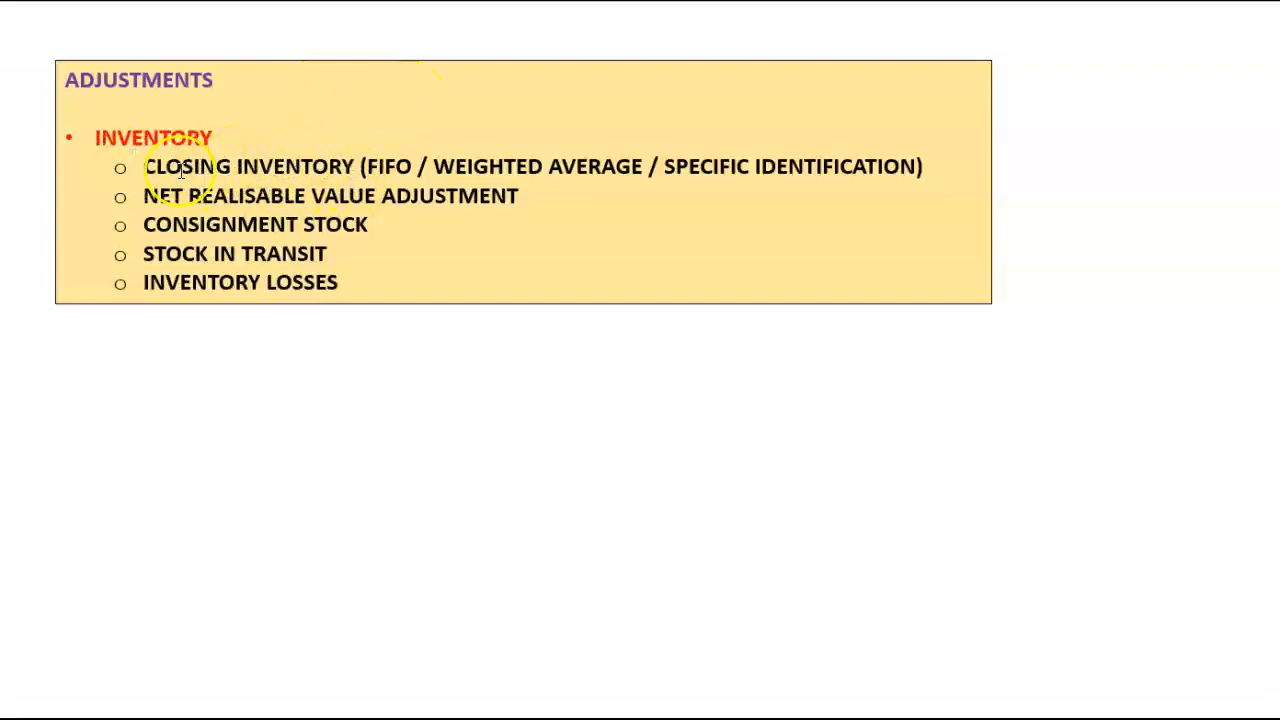 ADJUSTMENTS
• INVENTORY
o CLOSING INVENTORY (FIFO / WEIGHTED AVERAGE / SPECIFIC IDENTIFICATION)
o NET REALISABLE VALUE ADJUSTMENT
o CONSIGNMENT STOCK
o STOCK IN TRANSIT
o INVENTORY LOSSES